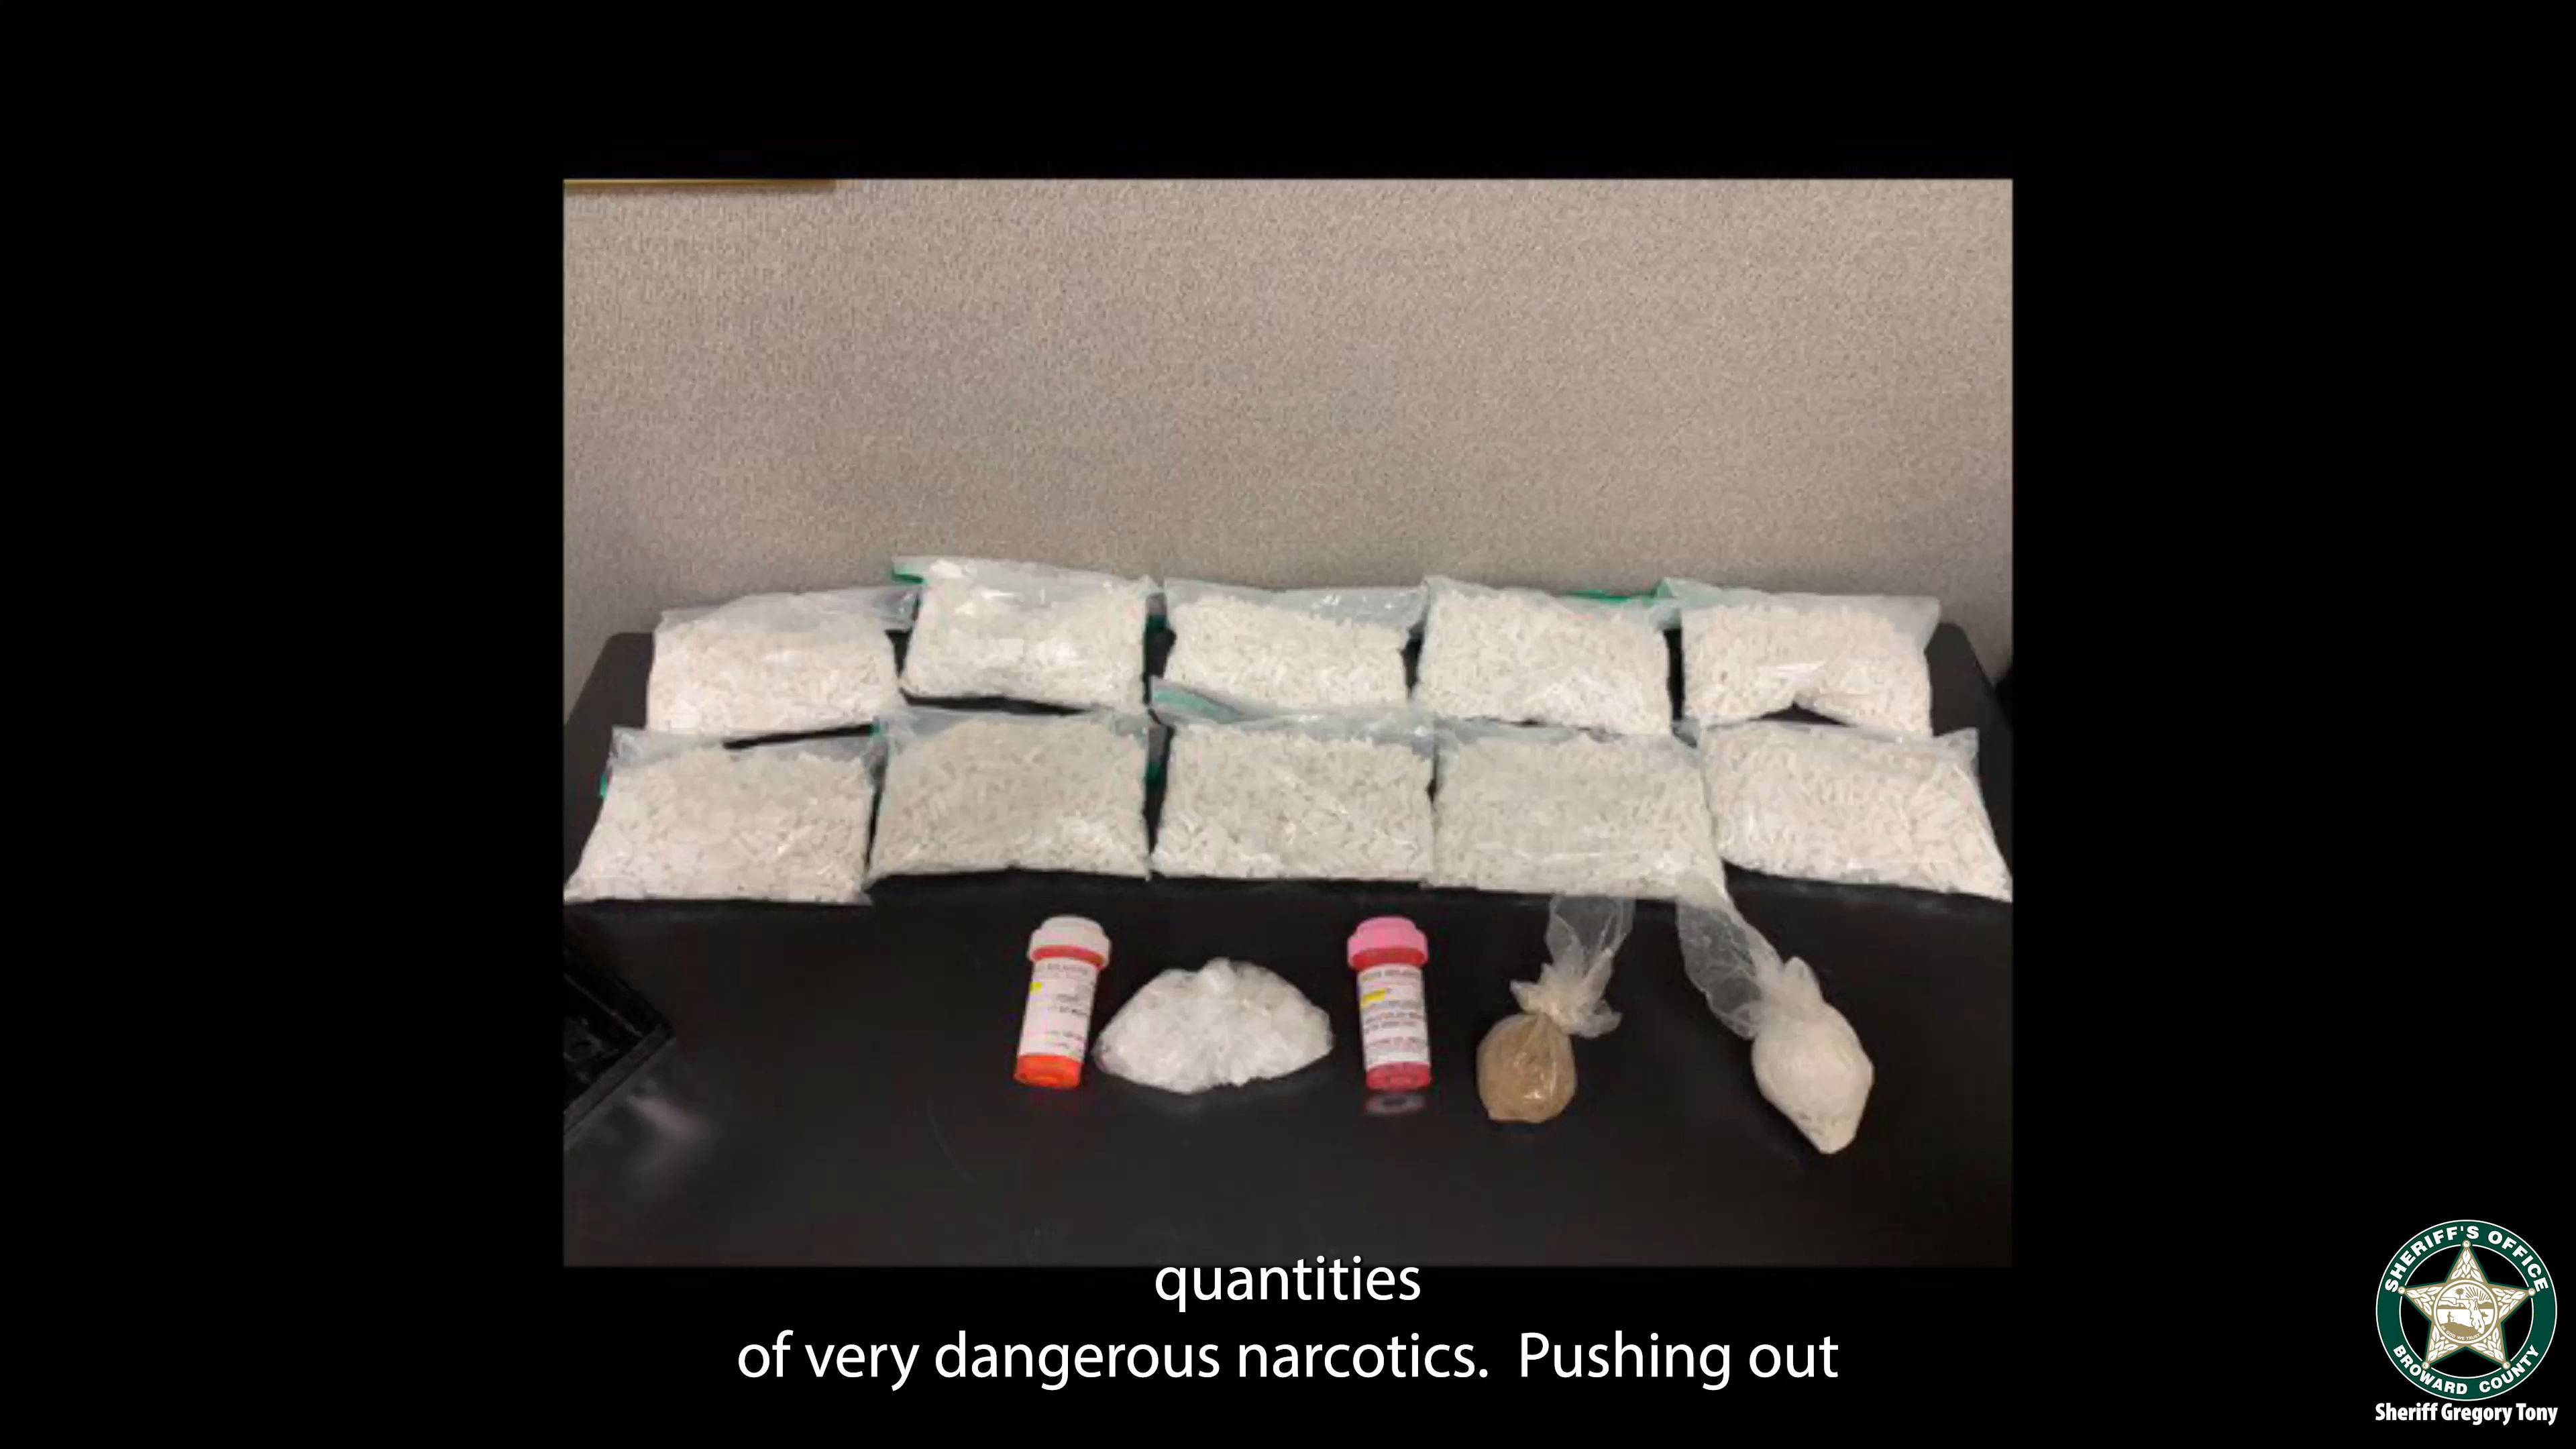 quantities
of very dangerous narcotics.  Pushing out
SHERIFF'S OFFICE
BROWARD COUNTY
Sheriff Gregory Tony